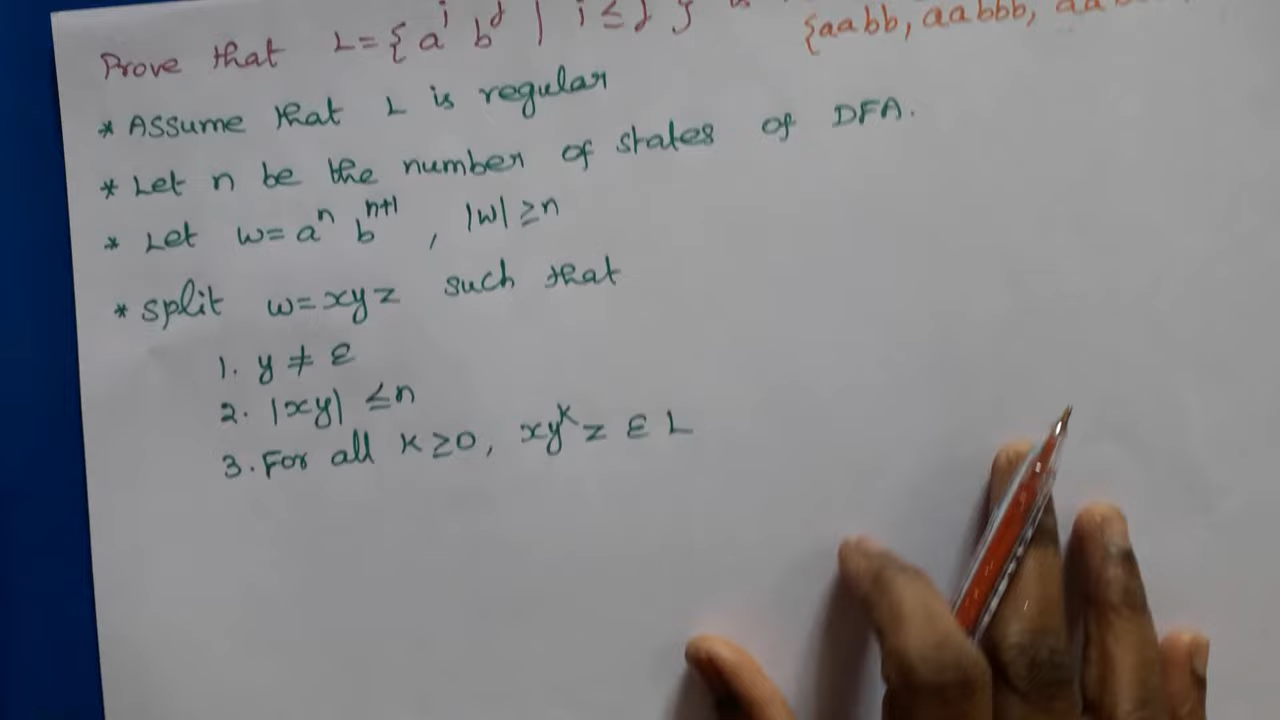 Prove that L={ a^i b^j | i ≤ j }
{aabb, aabbb,
* Assume that L is regular
* Let n be the number of states of DFA.
* Let w=a^n b^n+1 , |w| ≥n
* split w=xyz such that
1. y ≠ ε
2. |xy| ≤n
3. For all k ≥0, xy^k z ε L